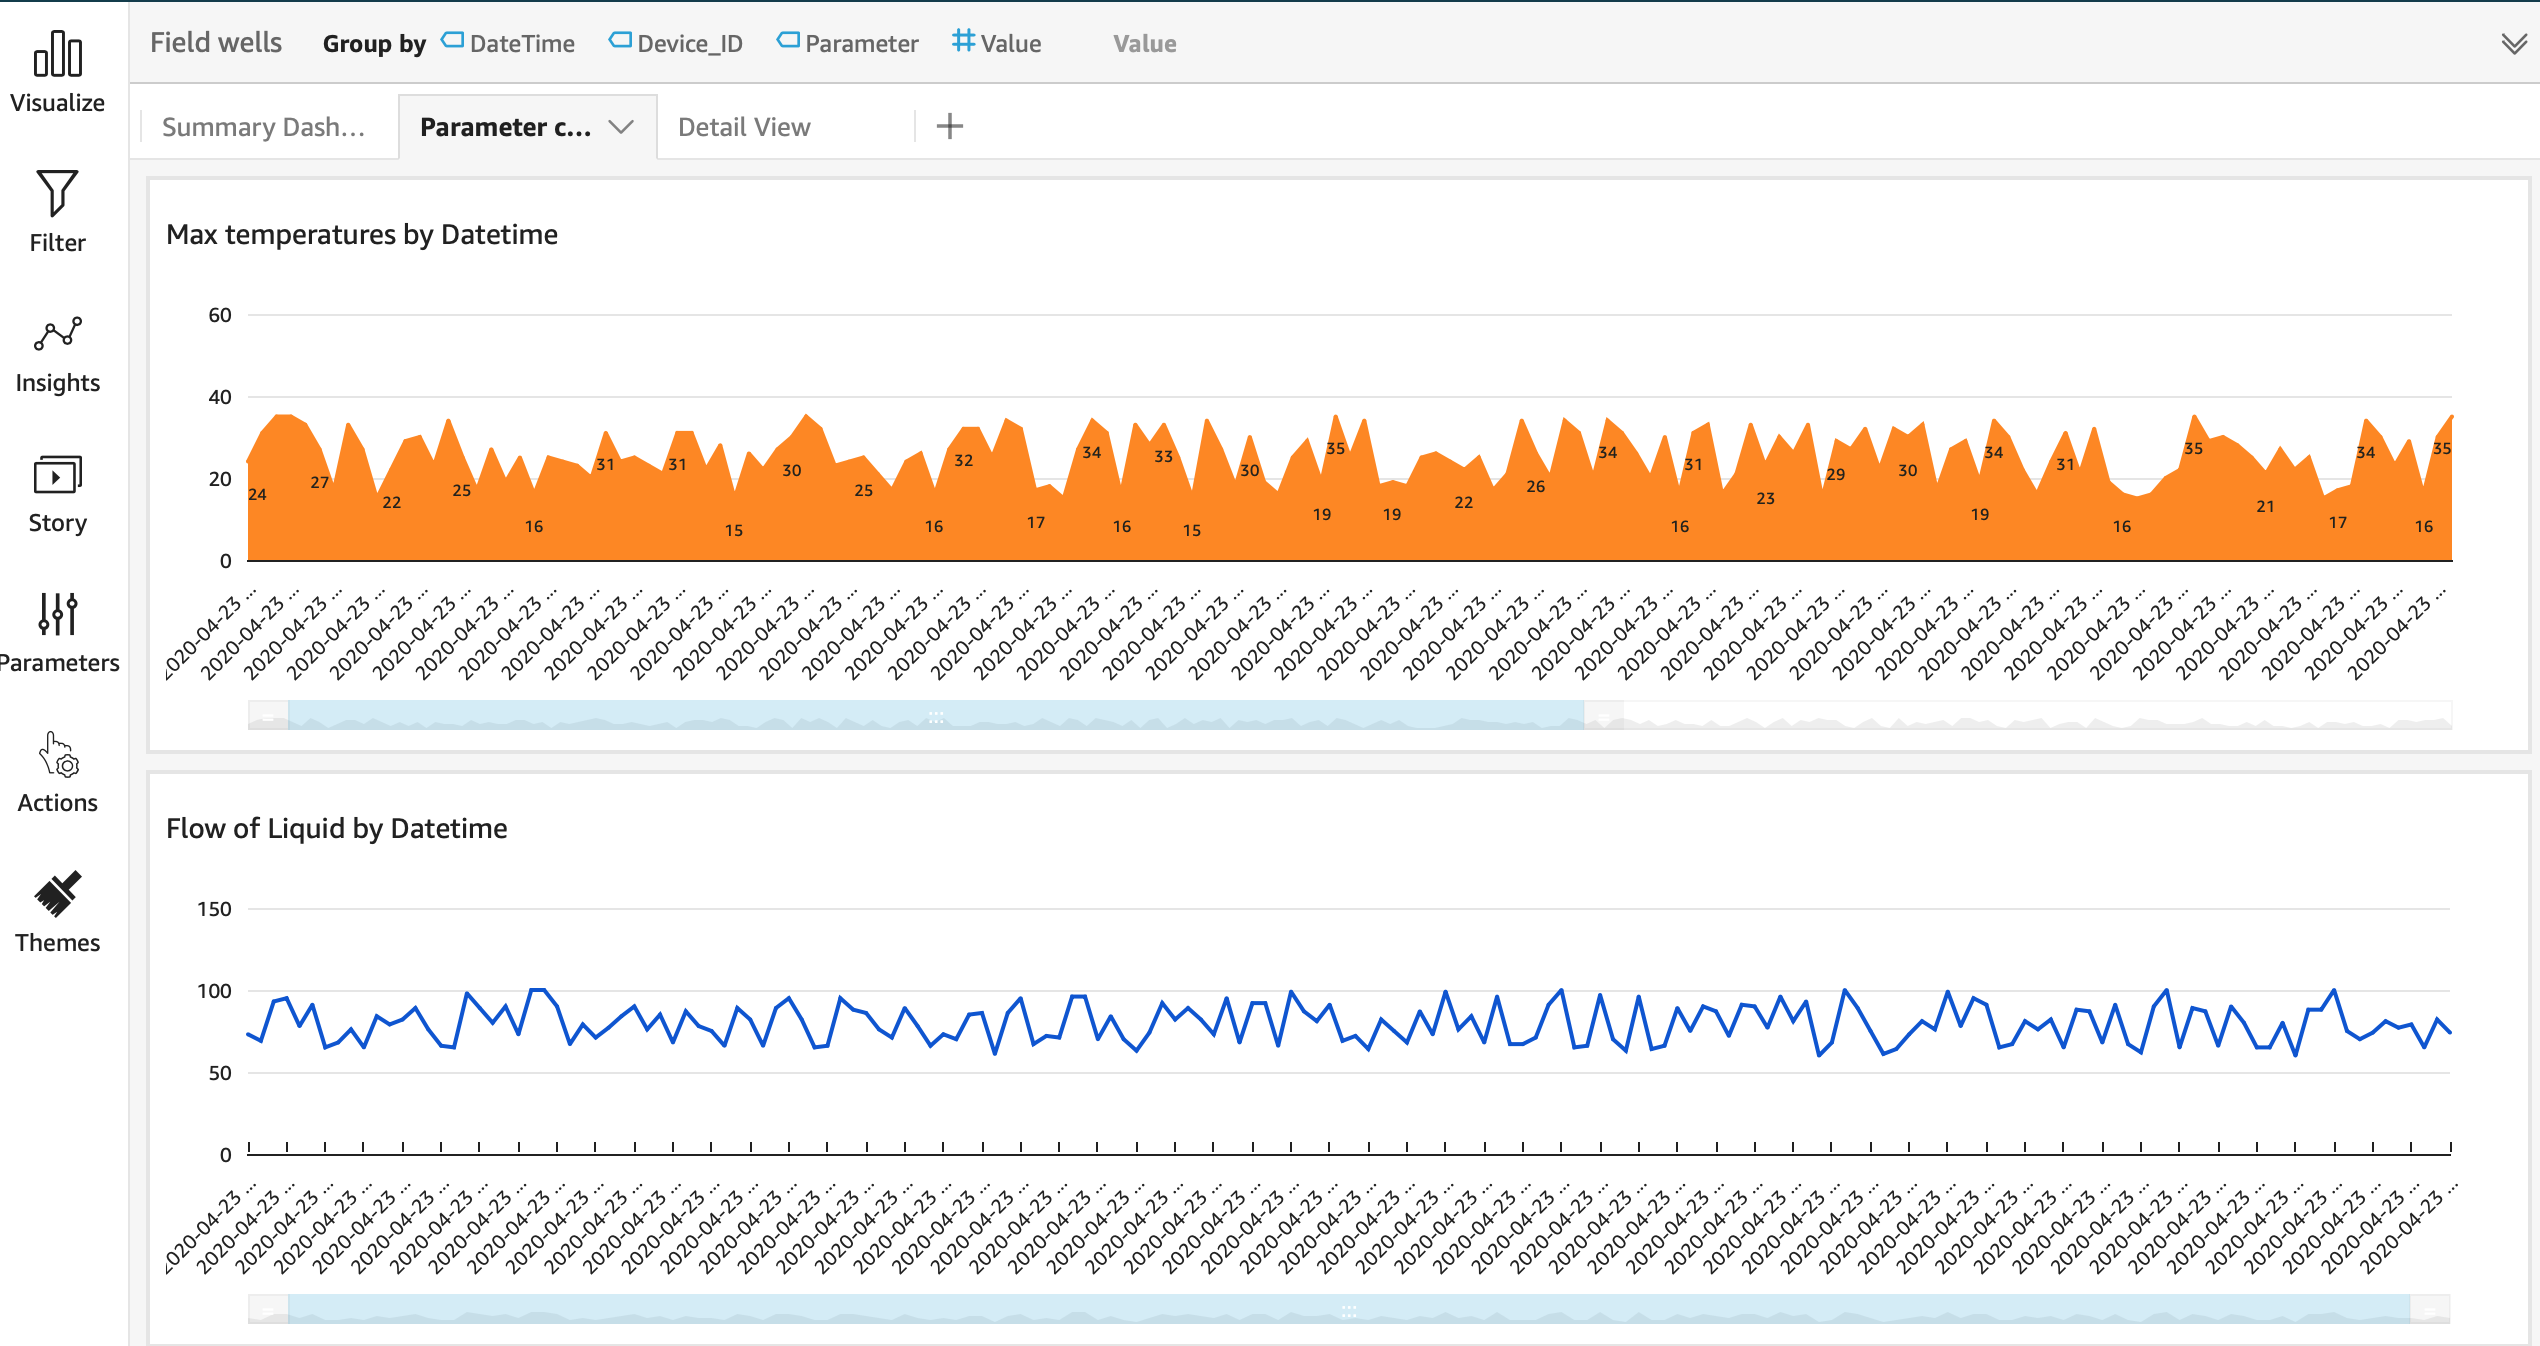 Field wells Group by DateTime Device_ID Parameter Value Value
Visualize
Summary Dash... Parameter c... Detail View
Filter
Insights
Story
Parameters
Actions
Themes
Max temperatures by Datetime
60
40
20
0
24 27 22 25 16 31 31 15 30 25 16 32 17 34 16 33 15 30 19 35 19 22 26 34 16 31 23 29 30 19 34 31 16 35 21 17 34 16 35
2020-04-23 ... 2020-04-23 ... 2020-04-23 ... 2020-04-23 ... 2020-04-23 ... 2020-04-23 ... 2020-04-23 ... 2020-04-23 ... 2020-04-23 ... 2020-04-23 ... 2020-04-23 ... 2020-04-23 ... 2020-04-23 ... 2020-04-23 ... 2020-04-23 ... 2020-04-23 ... 2020-04-23 ... 2020-04-23 ... 2020-04-23 ... 2020-04-23 ... 2020-04-23 ... 2020-04-23 ... 2020-04-23 ... 2020-04-23 ... 2020-04-23 ... 2020-04-23 ... 2020-04-23 ... 2020-04-23 ... 2020-04-23 ... 2020-04-23 ... 2020-04-23 ... 2020-04-23 ... 2020-04-23 ... 2020-04-23 ... 2020-04-23 ... 2020-04-23 ... 2020-04-23 ... 2020-04-23 ... 2020-04-23 ... 2020-04-23 ... 2020-04-23 ... 2020-04-23 ... 2020-04-23 ... 2020-04-23 ... 2020-04-23 ... 2020-04-23 ... 2020-04-23 ... 2020-04-23 ... 2020-04-23 ... 2020-04-23 ... 2020-04-23 ... 2020-04-23 ...
Flow of Liquid by Datetime
150
100
50
0
2020-04-23 ... 2020-04-23 ... 2020-04-23 ... 2020-04-23 ... 2020-04-23 ... 2020-04-23 ... 2020-04-23 ... 2020-04-23 ... 2020-04-23 ... 2020-04-23 ... 2020-04-23 ... 2020-04-23 ... 2020-04-23 ... 2020-04-23 ... 2020-04-23 ... 2020-04-23 ... 2020-04-23 ... 2020-04-23 ... 2020-04-23 ... 2020-04-23 ... 2020-04-23 ... 2020-04-23 ... 2020-04-23 ... 2020-04-23 ... 2020-04-23 ... 2020-04-23 ... 2020-04-23 ... 2020-04-23 ... 2020-04-23 ... 2020-04-23 ... 2020-04-23 ... 2020-04-23 ... 2020-04-23 ... 2020-04-23 ... 2020-04-23 ... 2020-04-23 ... 2020-04-23 ... 2020-04-23 ... 2020-04-23 ... 2020-04-23 ... 2020-04-23 ... 2020-04-23 ... 2020-04-23 ... 2020-04-23 ... 2020-04-23 ... 2020-04-23 ... 2020-04-23 ... 2020-04-23 ... 2020-04-23 ... 2020-04-23 ... 2020-04-23 ... 2020-04-23 ... 2020-04-23 ... 2020-04-23 ... 2020-04-23 ... 2020-04-23 ... 2020-04-23 ... 2020-04-23 ...